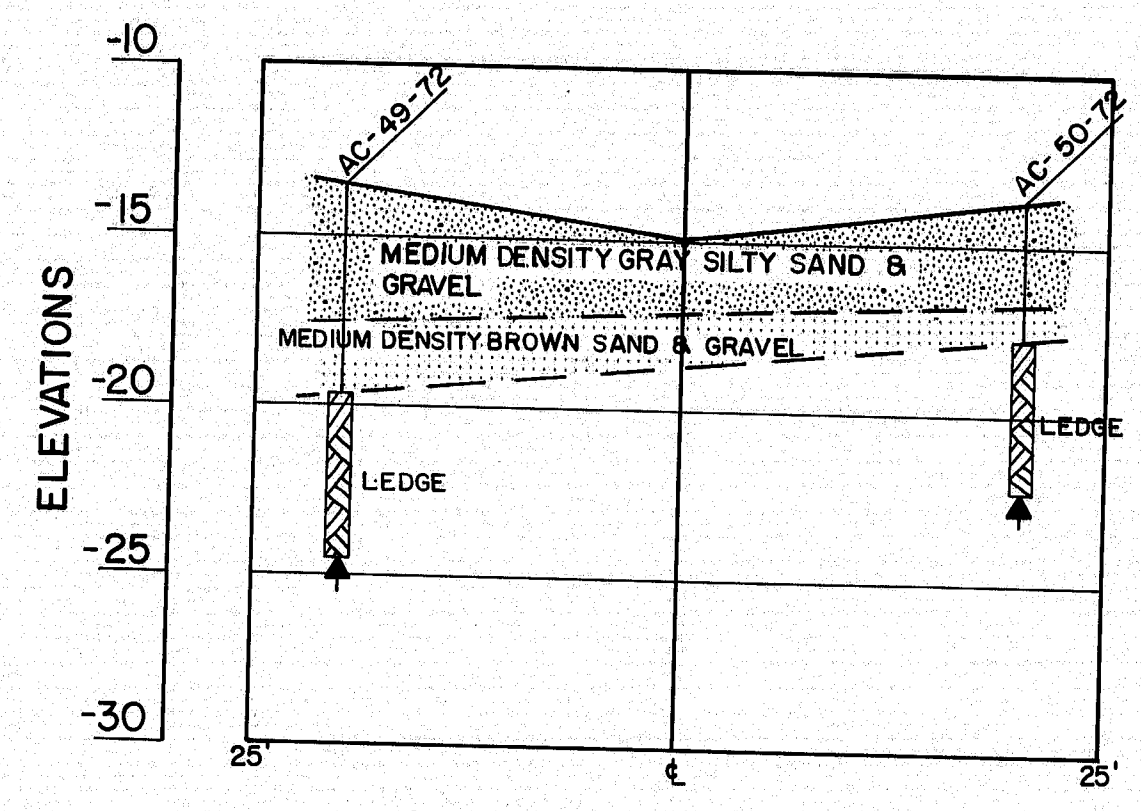 -10
-15
-20
-25
-30
ELEVATIONS
AC-49-72
AC-50-72
MEDIUM DENSITY GRAY SILTY SAND &
GRAVEL
MEDIUM DENSITY BROWN SAND & GRAVEL
LEDGE
LEDGE
25'
℄
25'